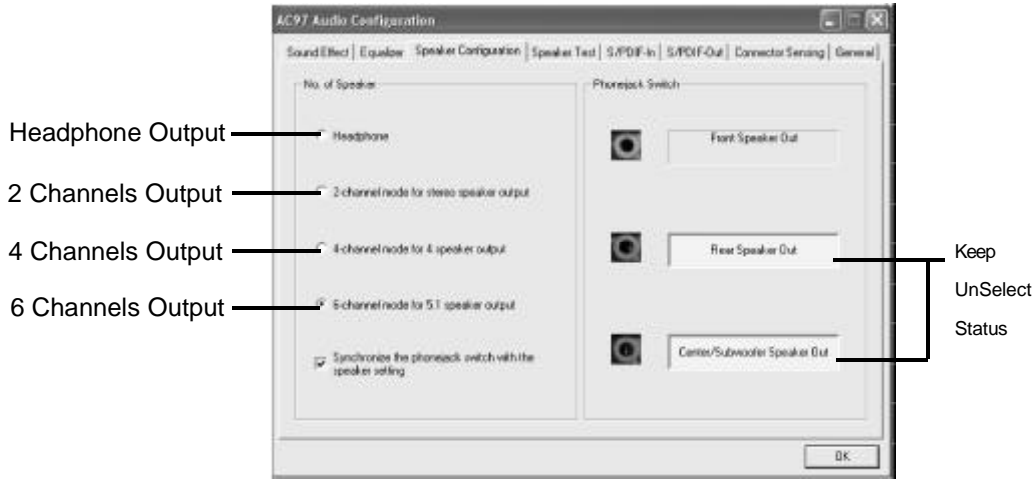 AC97 Audio Configuration
Sound Effect Equalizer Speaker Configuration Speaker Test S/PDIF-In S/PDIF-Out Connector Sensing General
No. of Speaker
Phonejack Switch
Headphone Output
Headphone
Front Speaker Out
2 Channels Output
2-channel mode for stereo speaker output
4 Channels Output
4-channel mode for 4 speaker output
Rear Speaker Out
Keep
UnSelect
Status
6 Channels Output
6-channel mode for 5.1 speaker output
Synchronize the phonejack switch with the
speaker setting
Center/Subwoofer Speaker Out
OK